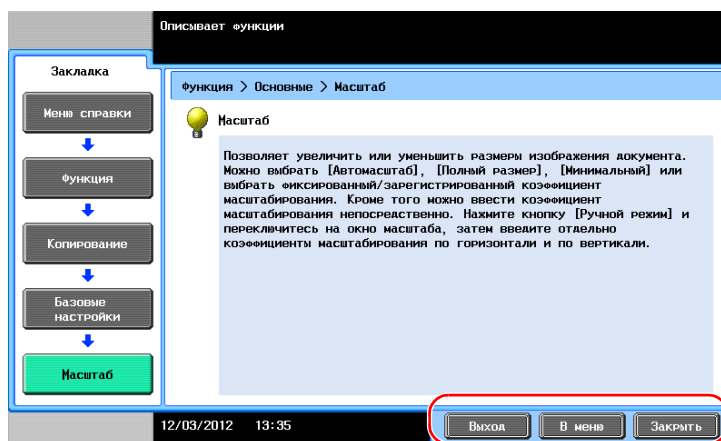 Описывает функции
Закладка
Меню справки
Функция
Копирование
Базовые
настройки
Масштаб
Функция > Основные > Масштаб
Масштаб
Позволяет увеличить или уменьшить размеры изображения документа.
Можно выбрать [Автомасштаб], [Полный размер], [Минимальный] или
выбрать фиксированный/зарегистрированный коэффициент
масштабирования. Кроме того можно ввести коэффициент
масштабирования непосредственно. Нажмите кнопку [Ручной режим] и
переключитесь на окно масштаба, затем введите отдельно
коэффициенты масштабирования по горизонтали и по вертикали.
12/03/2012 13:35
Выход
В меню
Закрыть